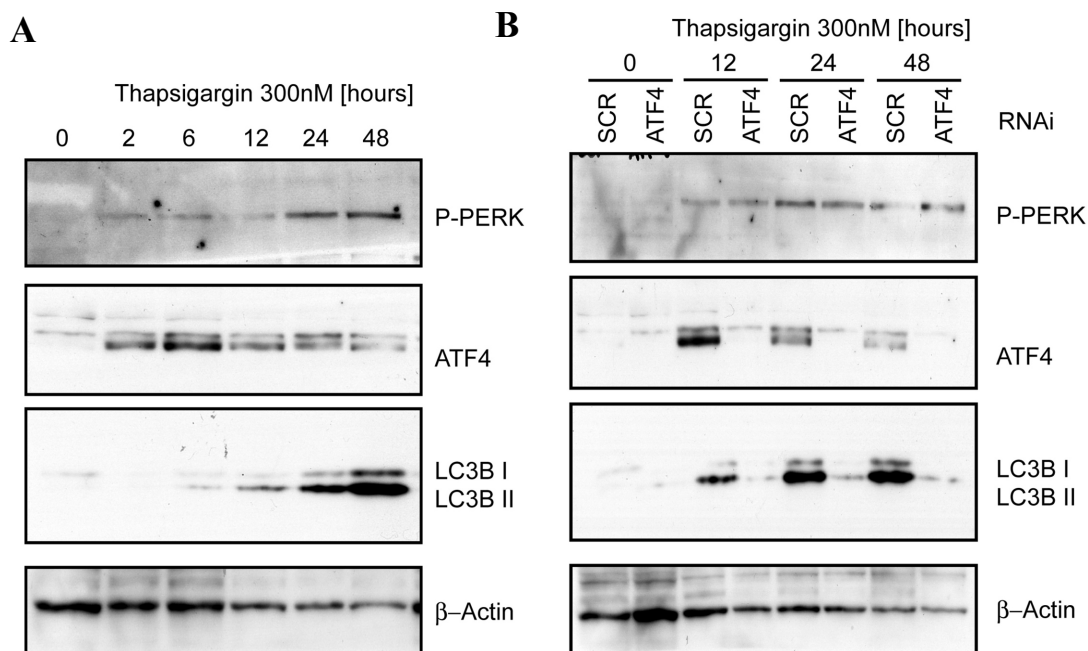 A
Thapsigargin 300nM [hours]
0 2 6 12 24 48
P-PERK
ATF4
LC3B I
LC3B II
β–Actin
B
Thapsigargin 300nM [hours]
0 12 24 48
SCR ATF4 SCR ATF4 SCR ATF4 SCR ATF4 RNAi
P-PERK
ATF4
LC3B I
LC3B II
β–Actin